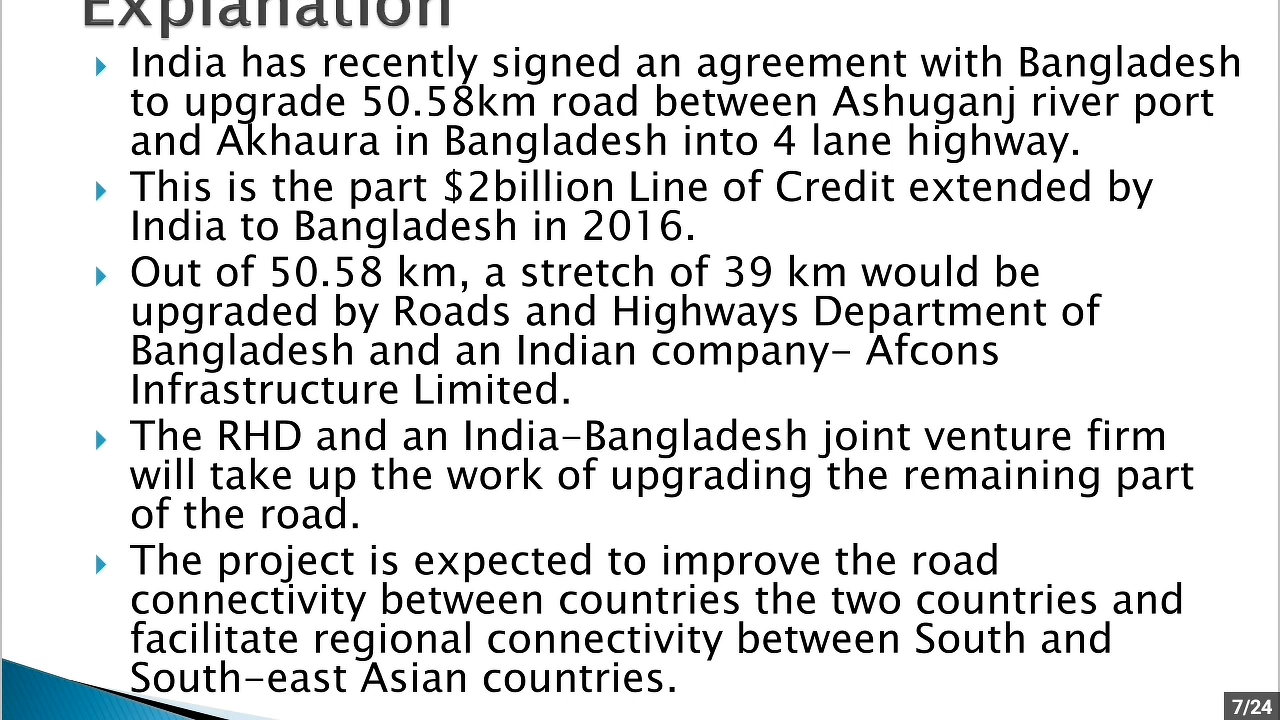 Explanation
India has recently signed an agreement with Bangladesh
to upgrade 50.58km road between Ashuganj river port
and Akhaura in Bangladesh into 4 lane highway.
This is the part $2billion Line of Credit extended by
India to Bangladesh in 2016.
Out of 50.58 km, a stretch of 39 km would be
upgraded by Roads and Highways Department of
Bangladesh and an Indian company- Afcons
Infrastructure Limited.
The RHD and an India-Bangladesh joint venture firm
will take up the work of upgrading the remaining part
of the road.
The project is expected to improve the road
connectivity between countries the two countries and
facilitate regional connectivity between South and
South-east Asian countries.
7/24